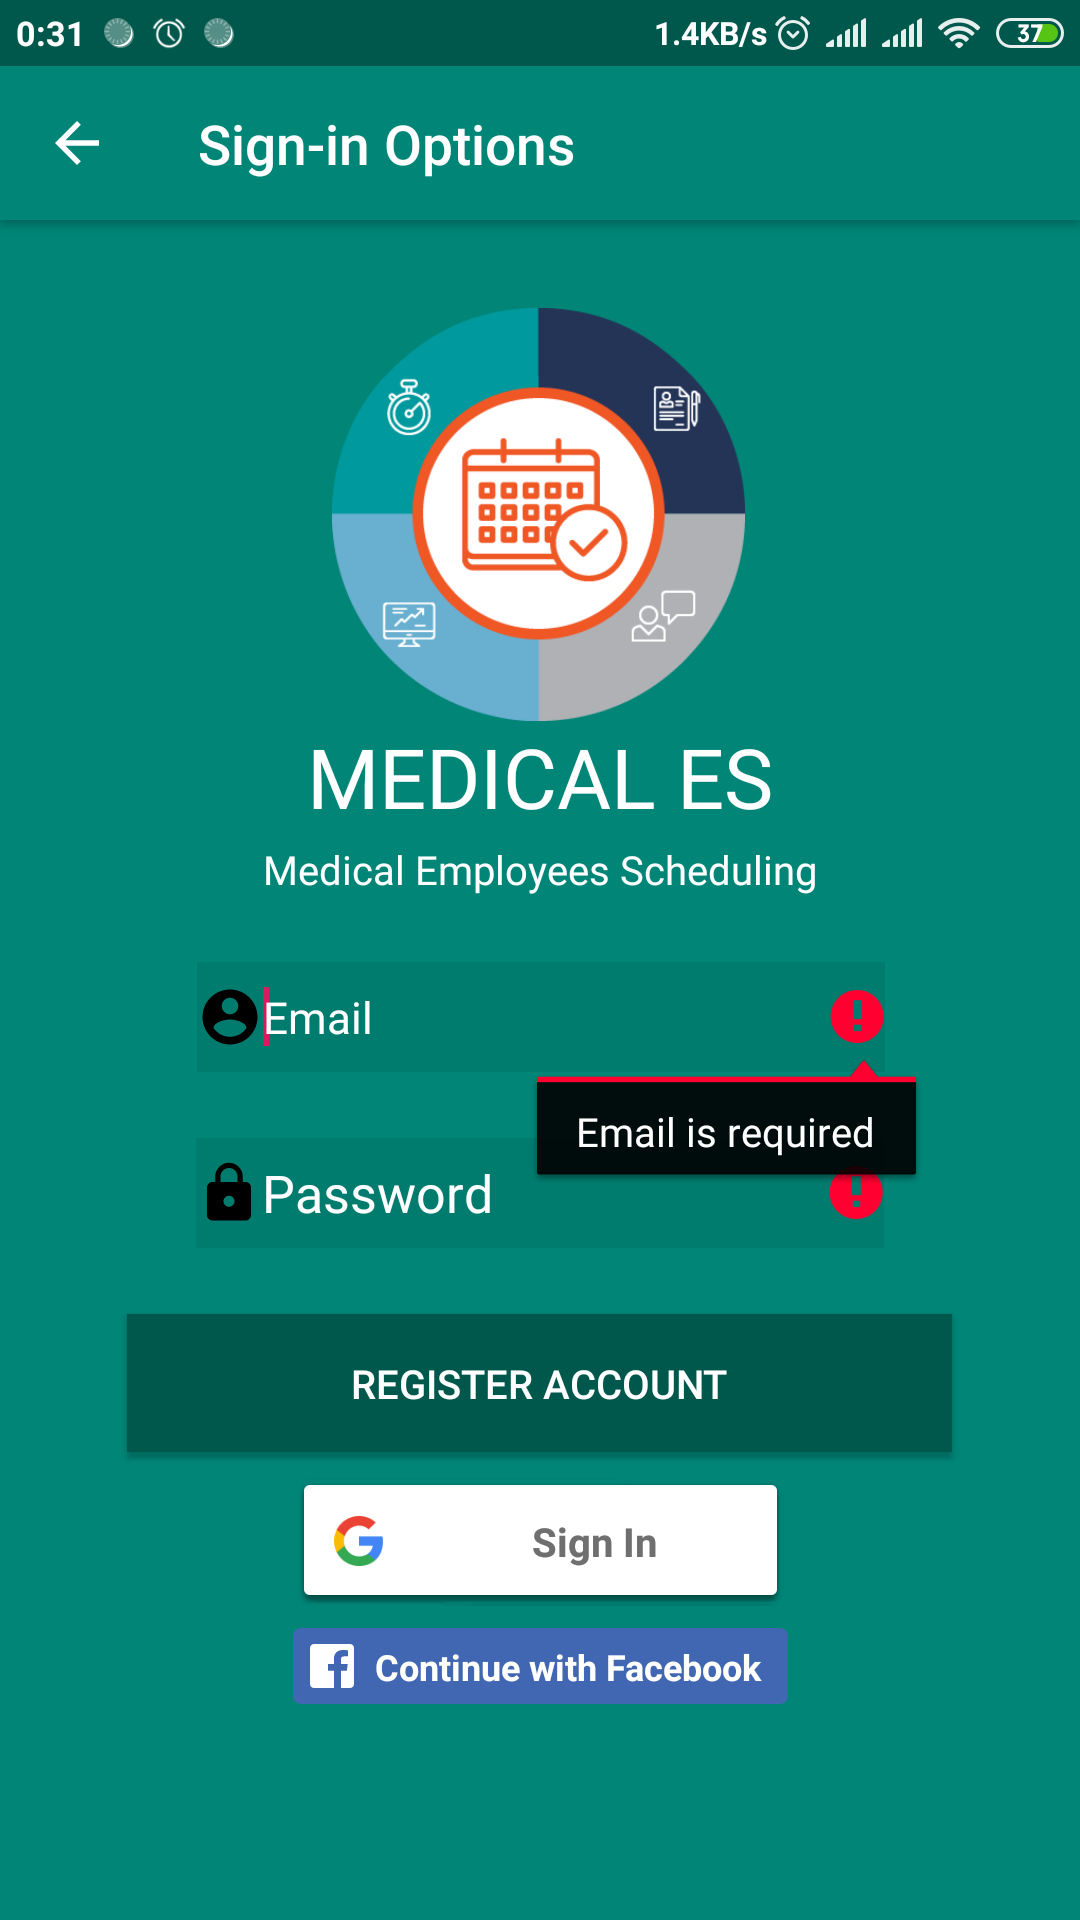 0:31 1.4KB/s 37
Sign-in Options
MEDICAL ES
Medical Employees Scheduling
Email
Email is required
Password
REGISTER ACCOUNT
Sign In
Continue with Facebook